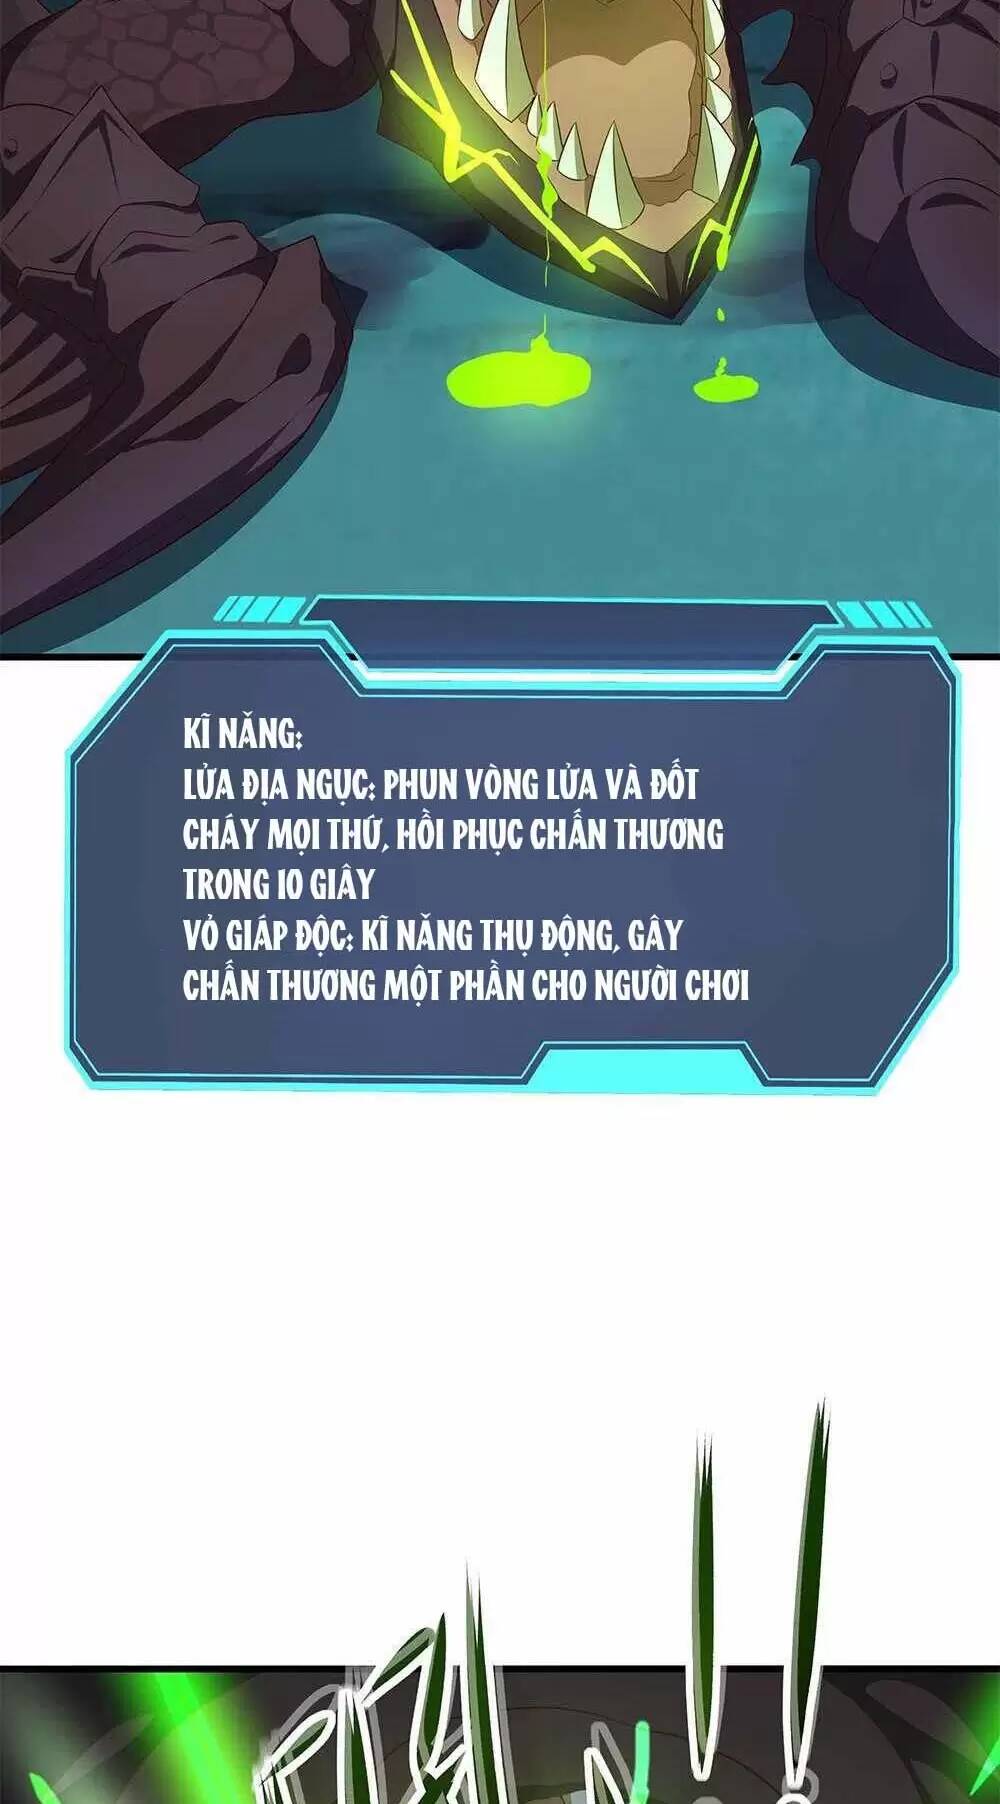 KĨ NĂNG:
LỬA ĐỊA NGỤC: PHUN VÒNG LỬA VÀ ĐỐT
CHÁY MỌI THỨ, HỒI PHỤC CHẤN THƯƠNG
TRONG 10 GIÂY
VỎ GIÁP ĐỘC: KĨ NĂNG THỤ ĐỘNG, GÂY
CHẤN THƯƠNG MỘT PHẦN CHO NGƯỜI CHƠI